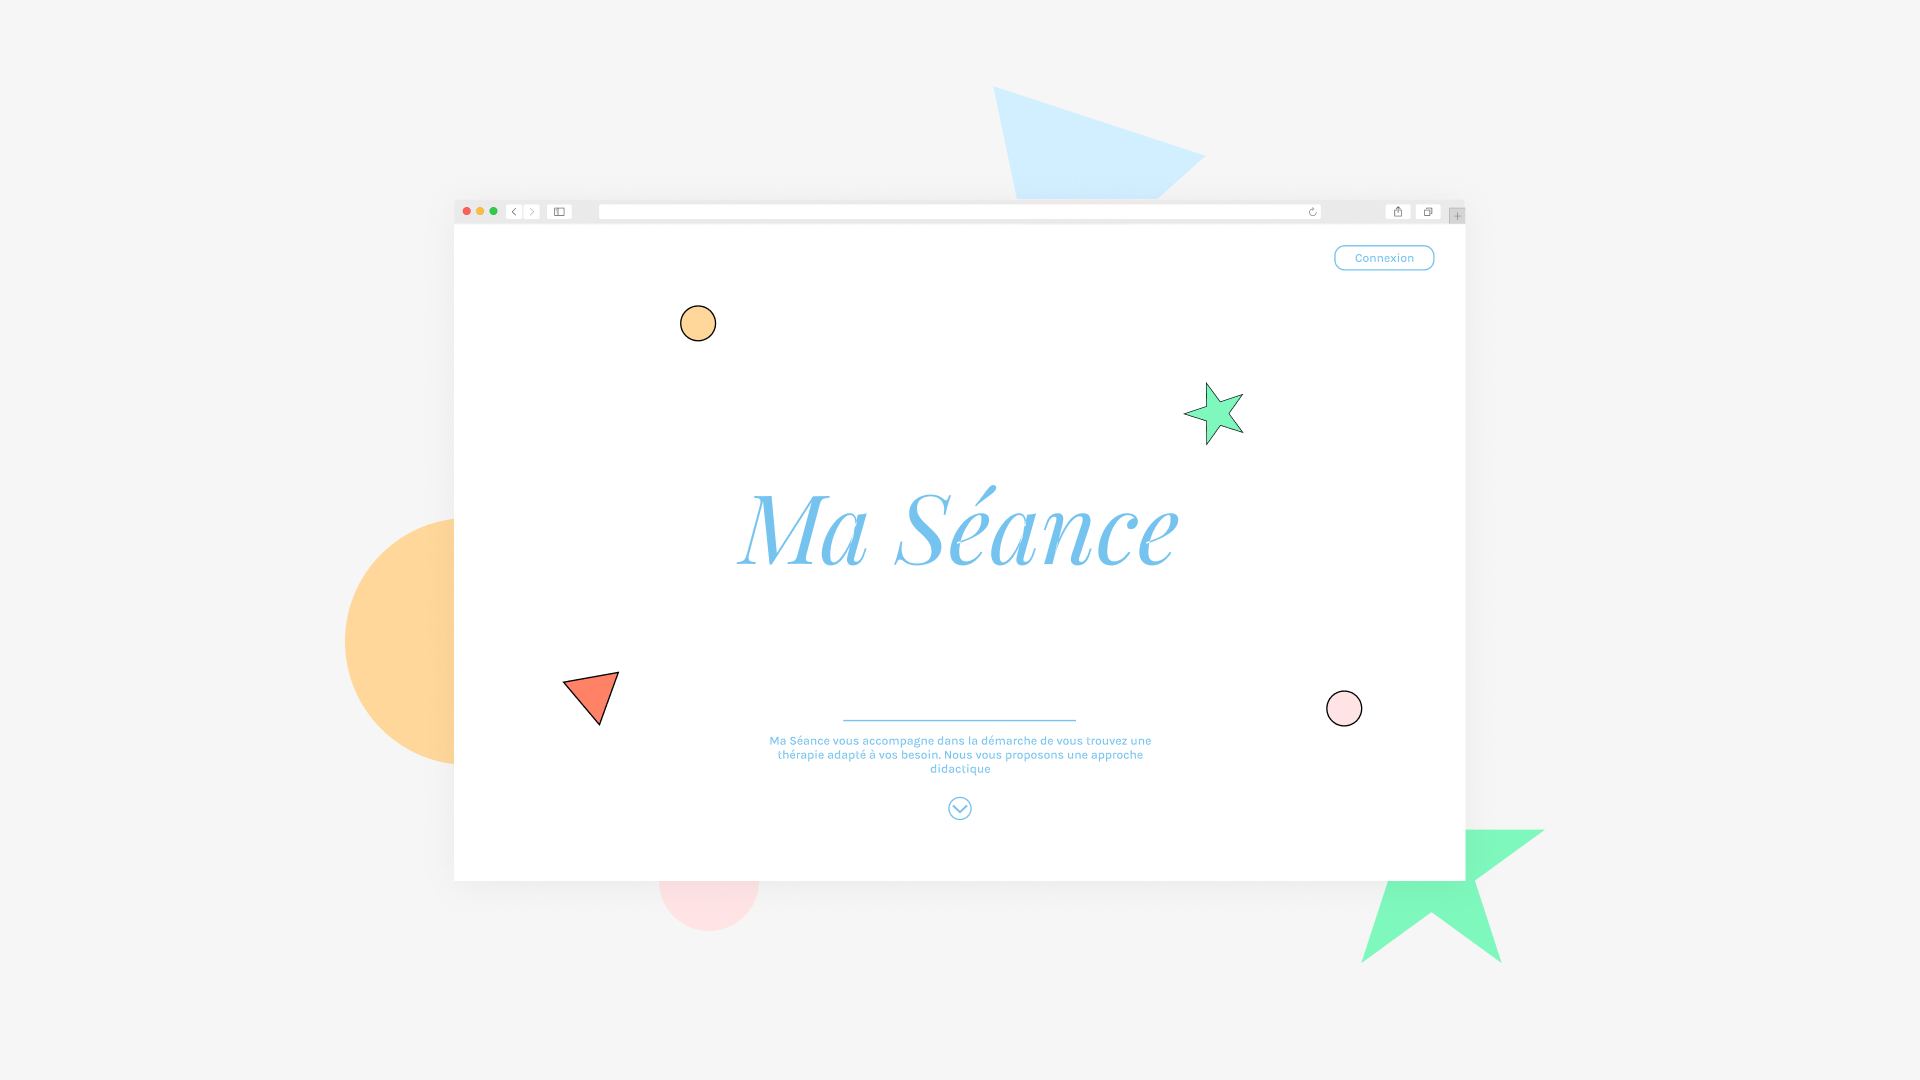 Connexion
Ma Séance
Ma Séance vous accompagne dans la démarche de vous trouvez une
thérapie adapté à vos besoin. Nous vous proposons une approche
didactique